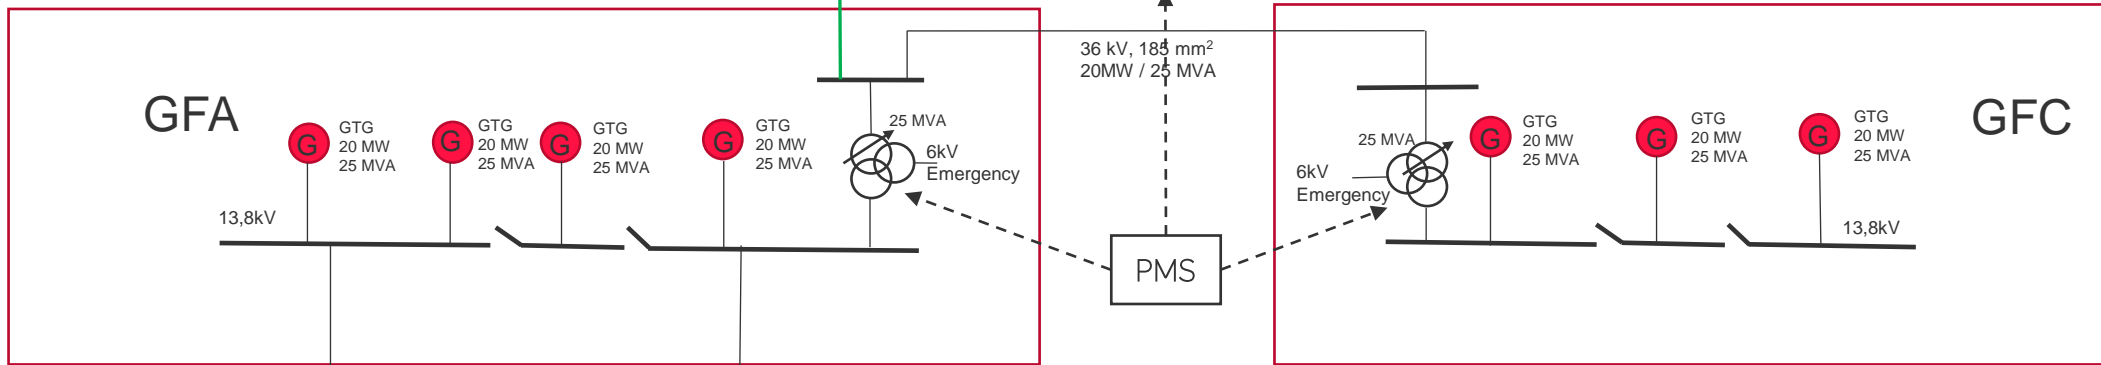 GFA
G
GTG
20 MW
25 MVA
G
GTG
20 MW
25 MVA
G
GTG
20 MW
25 MVA
G
GTG
20 MW
25 MVA
25 MVA
6kV
Emergency
13,8kV
36 kV, 185 mm²
20MW / 25 MVA
PMS
25 MVA
6kV
Emergency
G
GTG
20 MW
25 MVA
G
GTG
20 MW
25 MVA
G
GTG
20 MW
25 MVA
13,8kV
GFC